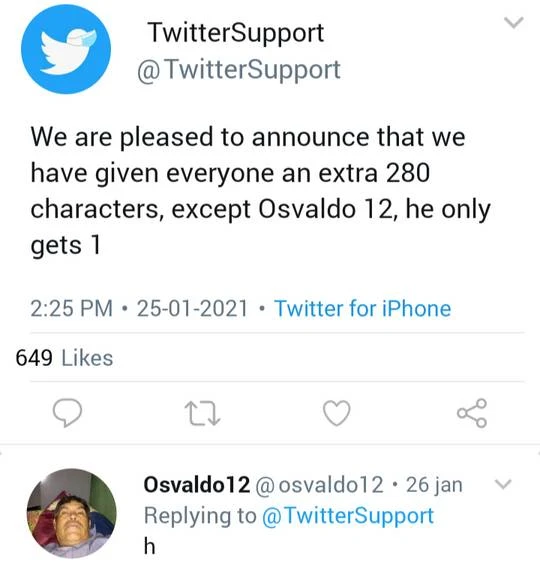 TwitterSupport
@TwitterSupport
We are pleased to announce that we
have given everyone an extra 280
characters, except Osvaldo 12, he only
gets 1
2:25 PM • 25-01-2021 • Twitter for iPhone
649 Likes
Osvaldo12 @osvaldo12 • 26 jan
Replying to @TwitterSupport
h